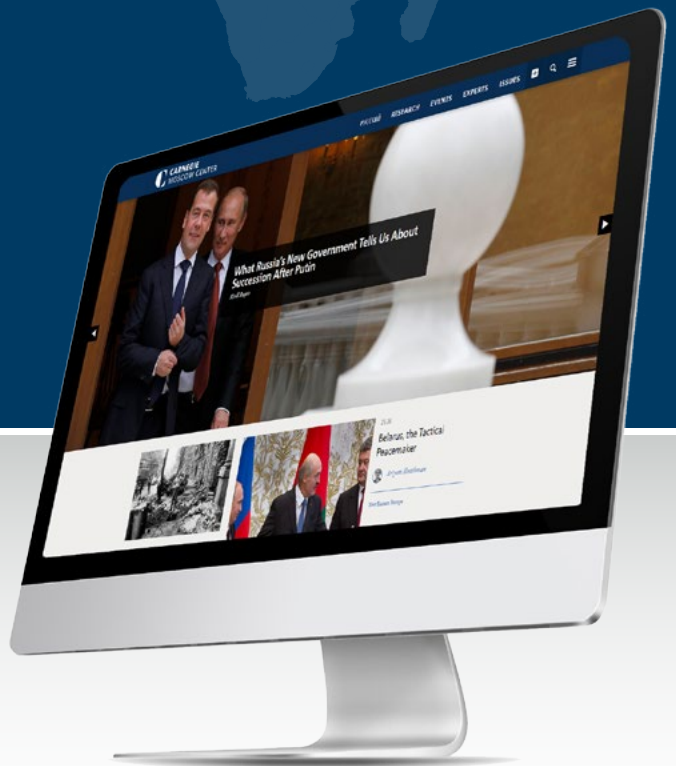 CARNEGIE
MOSCOW CENTER
РУССКИЙ RESEARCH EVENTS EXPERTS ISSUES
What Russia's New Government Tells Us About
Succession After Putin
Belarus, the Tactical
Peacemaker